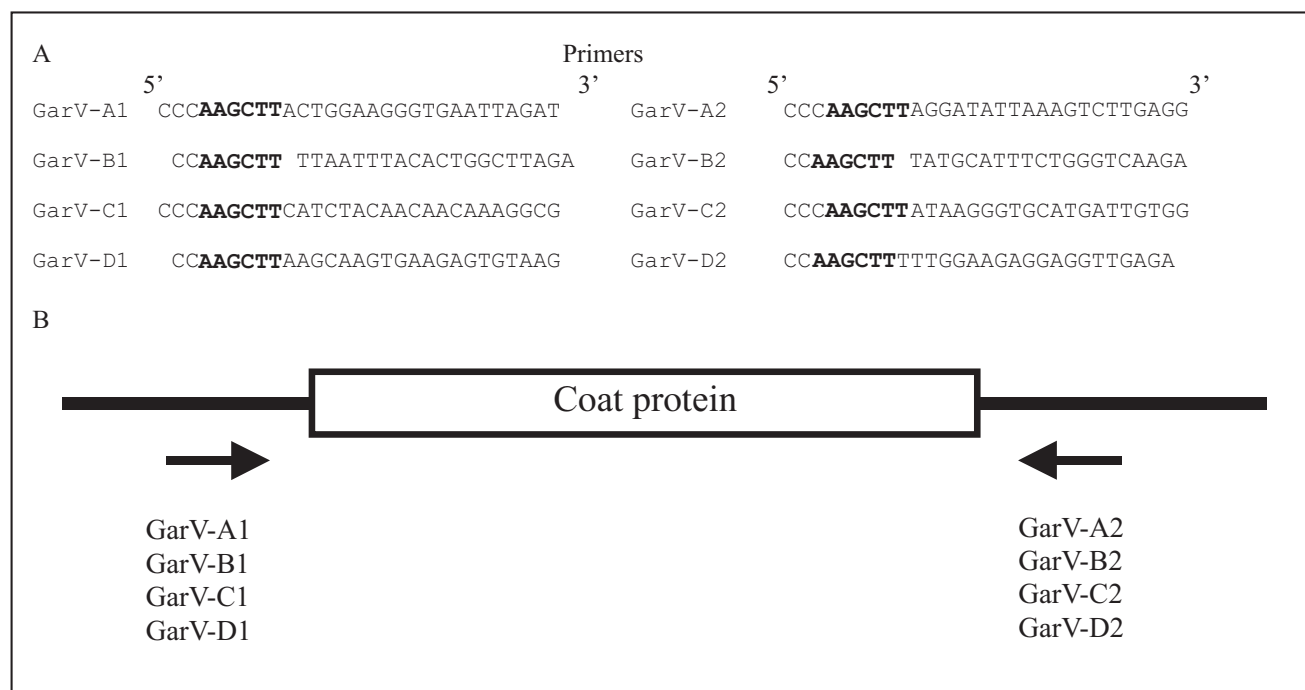 A Primers
5’ 3’ 5’ 3’
GarV-A1 CCCAAGCTTACTGGAAGGGTGAATTAGAT GarV-A2 CCCAAGCTTAGGATATTAAAGTCTTGAGG
GarV-B1 CCAAGCTT TTAATTTACACTGGCTTAGA GarV-B2 CCAAGCTT TATGCATTTCTGGGTCAAGA
GarV-C1 CCCAAGCTTCATCTACAACAACAAAGGCG GarV-C2 CCCAAGCTTATAAGGGTGCATGATTGTGG
GarV-D1 CCAAGCTTAAGCAAGTGAAGAGTGTAAG GarV-D2 CCAAGCTTTTTGGAAGAGGAGGTTGAGA
B
Coat protein
GarV-A1 GarV-A2
GarV-B1 GarV-B2
GarV-C1 GarV-C2
GarV-D1 GarV-D2